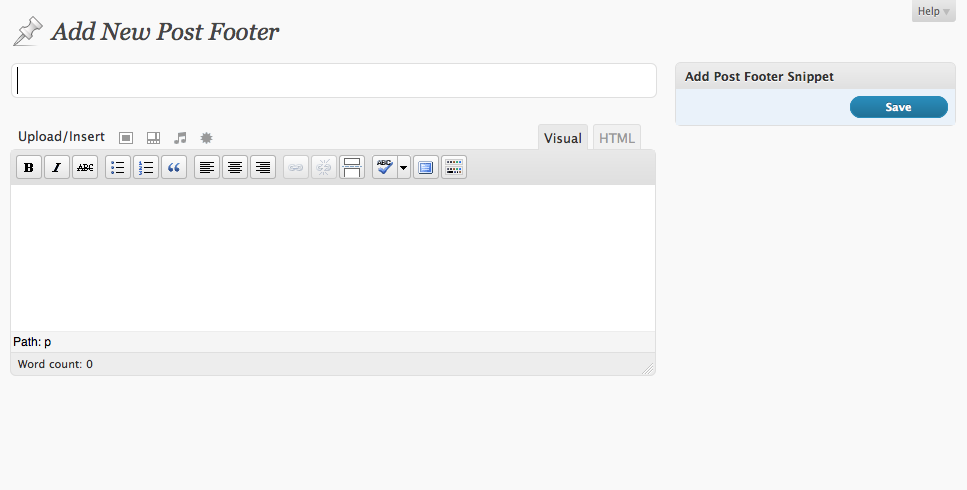 Help
Add New Post Footer
Add Post Footer Snippet
Save
Upload/Insert
Visual HTML
B I ABC ABC
Path: p
Word count: 0